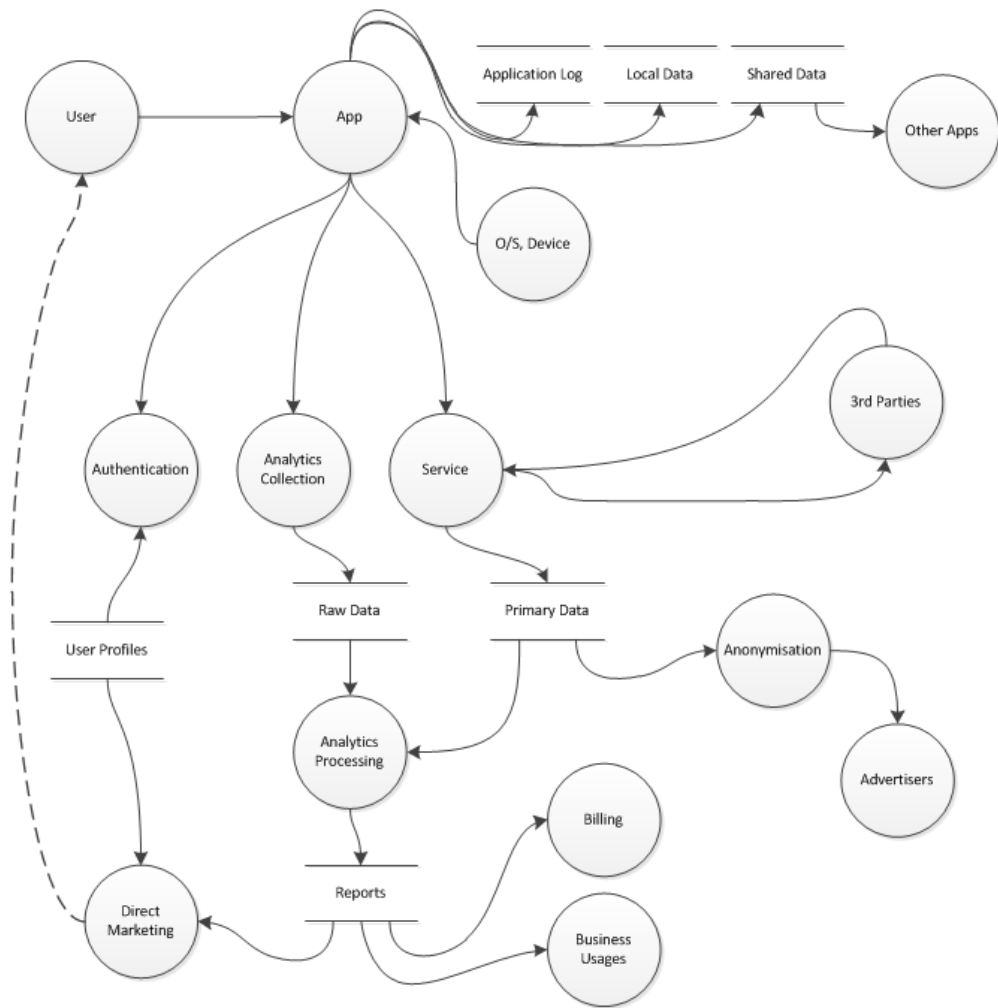 User
App
Application Log
Local Data
Shared Data
Other Apps
O/S, Device
3rd Parties
Authentication
Analytics
Collection
Service
User Profiles
Raw Data
Primary Data
Anonymisation
Analytics
Processing
Advertisers
Billing
Reports
Direct
Marketing
Business
Usages